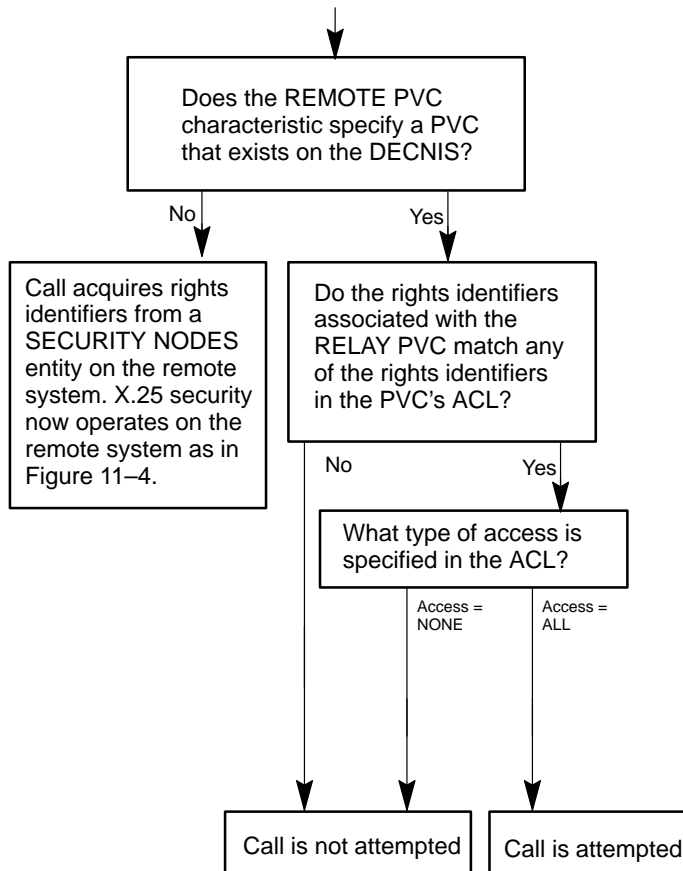 Does the REMOTE PVC
characteristic specify a PVC
that exists on the DECNIS?
No
Yes
Call acquires rights
identifiers from a
SECURITY NODES
entity on the remote
system. X.25 security
now operates on the
remote system as in
Figure 11–4.
Do the rights identifiers
associated with the
RELAY PVC match any
of the rights identifiers
in the PVC's ACL?
No
Yes
What type of access is
specified in the ACL?
Access =
NONE
Access =
ALL
Call is not attempted
Call is attempted